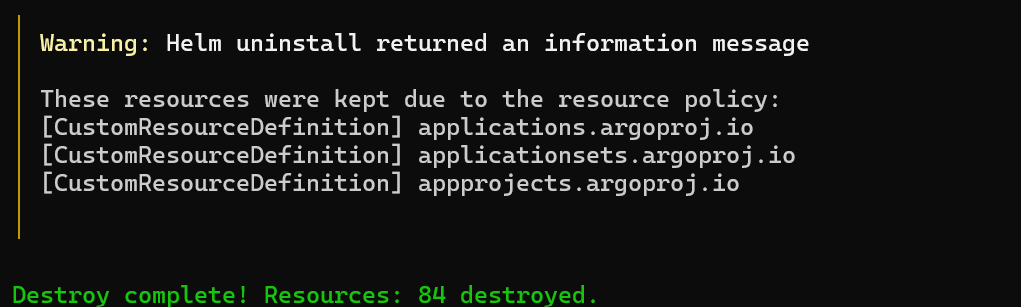 Warning: Helm uninstall returned an information message
These resources were kept due to the resource policy:
[CustomResourceDefinition] applications.argoproj.io
[CustomResourceDefinition] applicationsets.argoproj.io
[CustomResourceDefinition] appprojects.argoproj.io
Destroy complete! Resources: 84 destroyed.